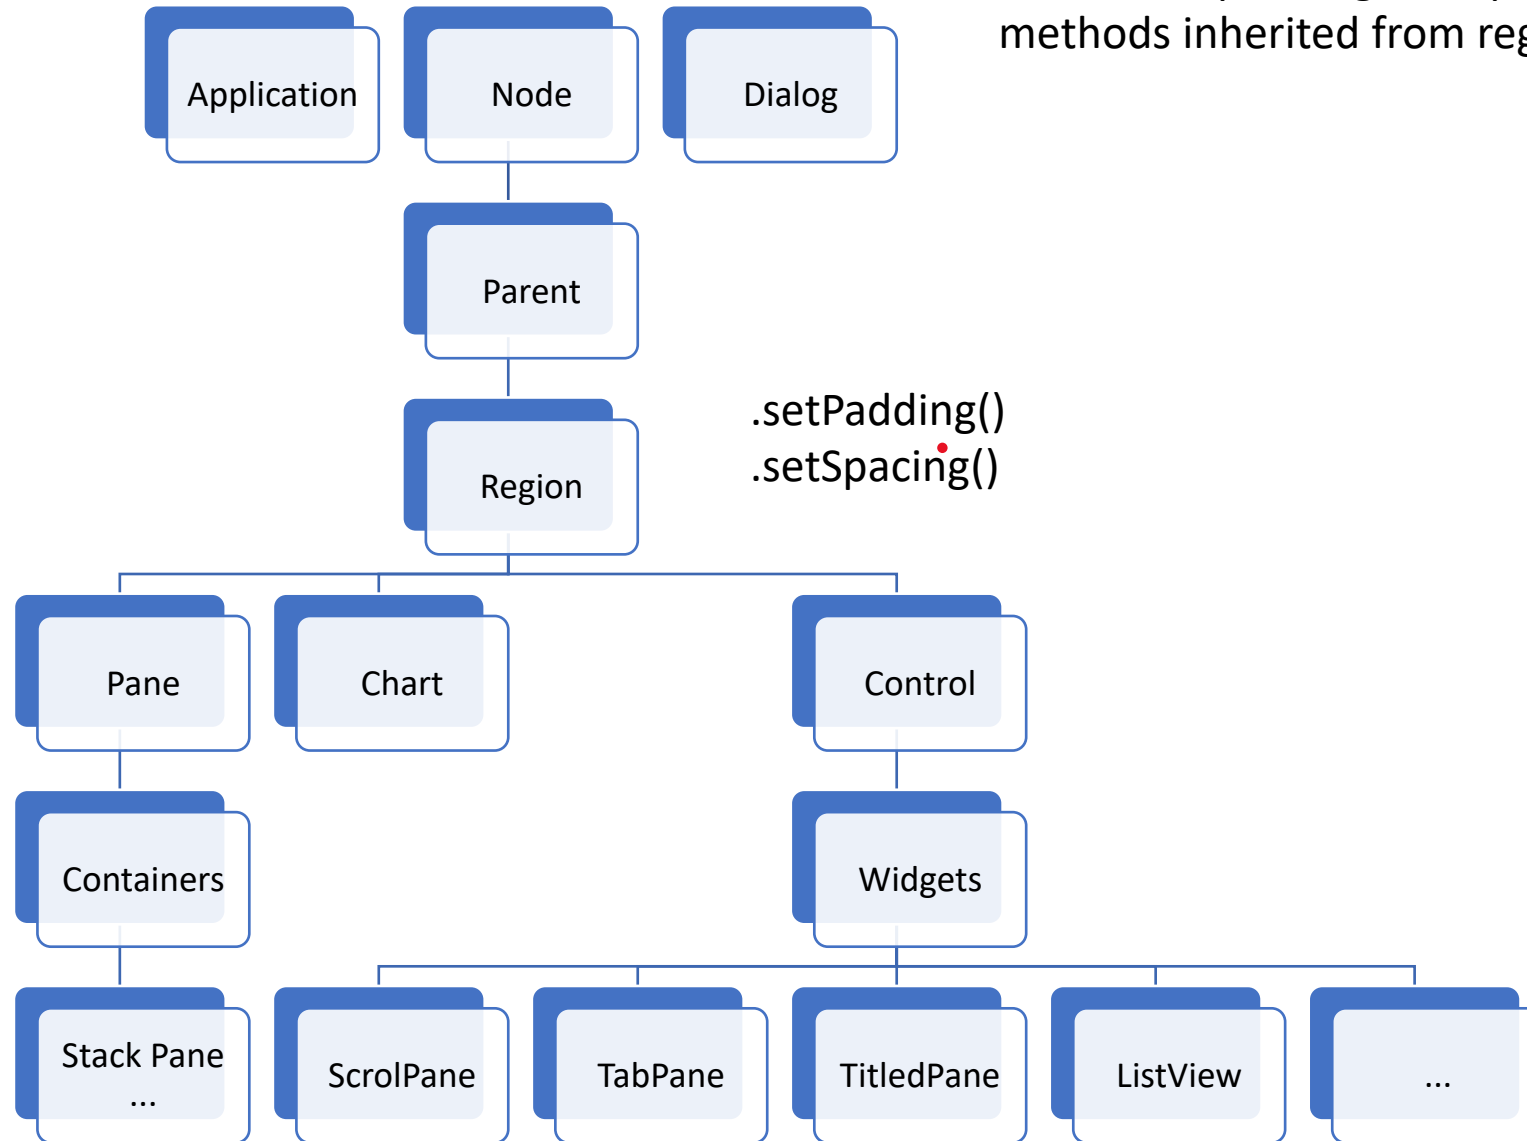 methods inherited from
Application
Node
Dialog
Parent
.setPadding()
.setSpacing()
Region
Pane
Chart
Control
Containers
Widgets
Stack Pane
...
ScrolPane
TabPane
TitledPane
ListView
...